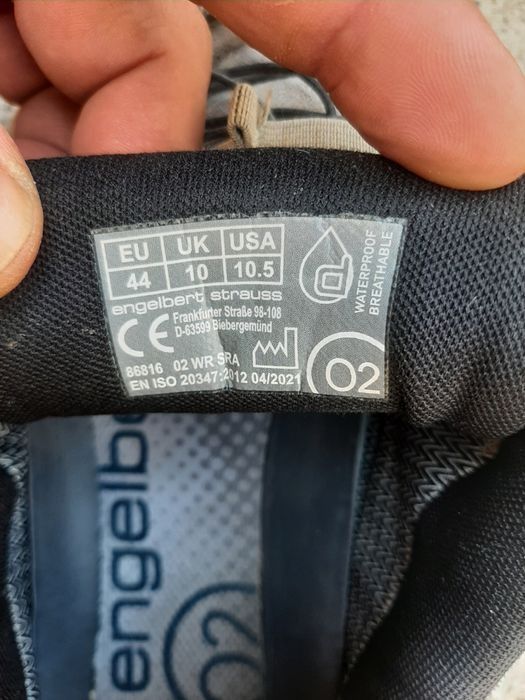 EU UK USA
44 10 10.5
engelbert strauss
Frankfurter Straße 98-108
D-63599 Biebergemünd
CE
86816 02 WR SRA
EN ISO 20347:2012 04/2021
O2
WATERPROOF
BREATHABLE
engelbe
O2